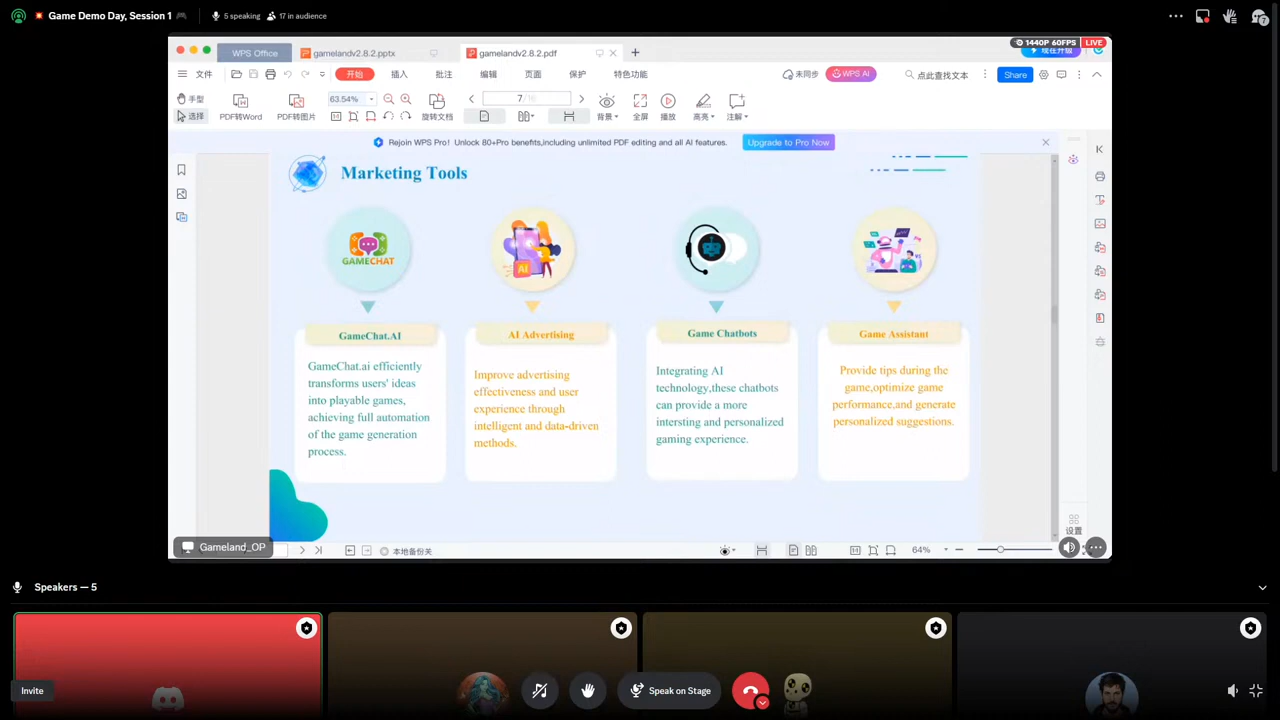 Game Demo Day, Session 1
5 speaking 17 in audience
7
1440P 60FPS LIVE
WPS Office gamelandv2.8.2.pptx gamelandv2.8.2.pdf
文件 开始 插入 批注 编辑 页面 保护 特色功能 未同步 WPS AI 点此查找文本 Share
手型 63.54% 7/16
选择 PDF转Word PDF转图片 旋转文档 背景 全屏 播放 高亮 注解
Rejoin WPS Pro! Unlock 80+Pro benefits,including unlimited PDF editing and all AI features. Upgrade to Pro Now
Marketing Tools
GAMECHAT
AI
GameChat.AI
GameChat.ai efficiently
transforms users' ideas
into playable games,
achieving full automation
of the game generation
process.
AI Advertising
Improve advertising
effectiveness and user
experience through
intelligent and data-driven
methods.
Game Chatbots
Integrating AI
technology,these chatbots
can provide a more
intersting and personalized
gaming experience.
Game Assistant
Provide tips during the
game,optimize game
performance,and generate
personalized suggestions.
设置
Gameland_OP
本地备份关 64%
Speakers — 5
Invite
Speak on Stage